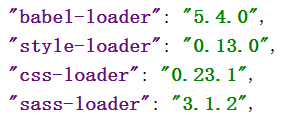 "babel-loader": "5.4.0",
"style-loader": "0.13.0",
"css-loader": "0.23.1",
"sass-loader": "3.1.2",